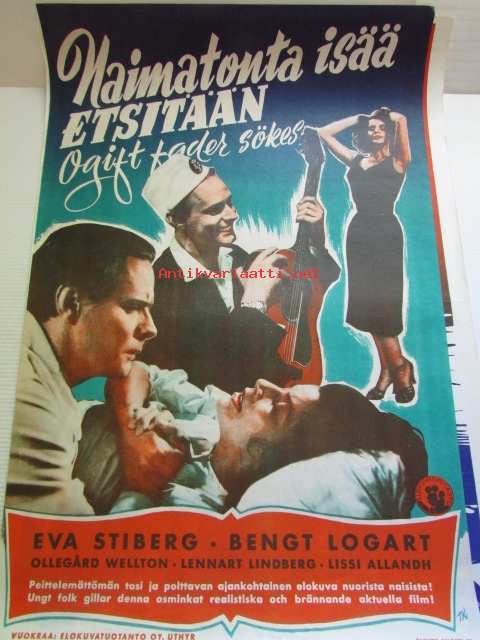 Naimatonta isää
ETSITÄÄN
Ogift fader sökes
Antikvariaatti.net
EVA STIBERG · BENGT LOGART
OLLEGÅRD WELLTON · LENNART LINDBERG · LISSI ALLANDH
Peittelemättömän tosi ja polttavan ajankohtainen elokuva nuorista naisista!
Ungt folk gillar denna osminkat realistiska och brännande aktuella film!
VUOKRAA: ELOKUVATUOTANTO OY. UTHYR